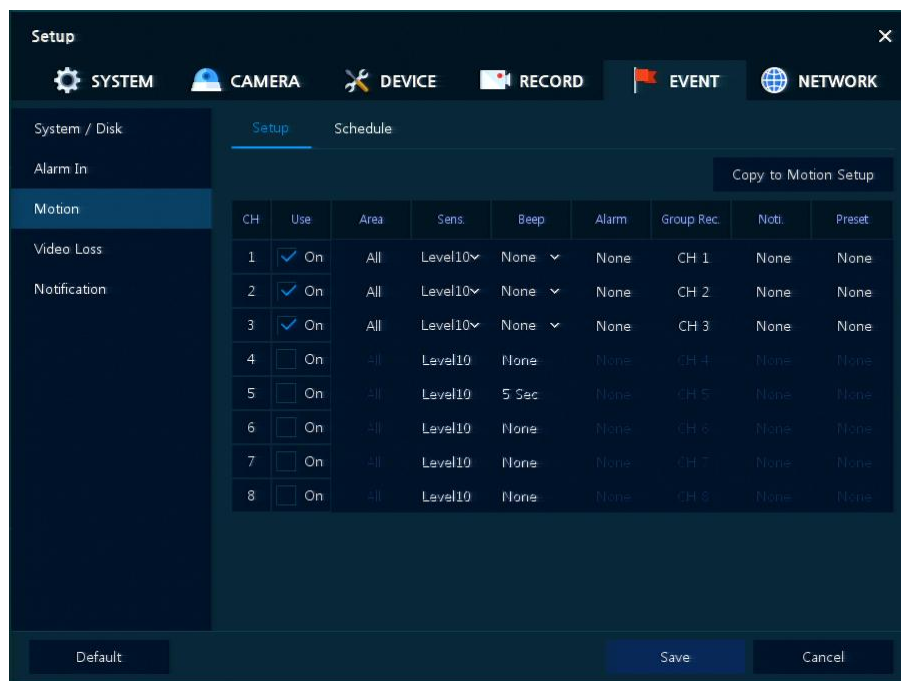 Setup
SYSTEM CAMERA DEVICE RECORD EVENT NETWORK
System / Disk
Alarm In
Motion
Video Loss
Notification
Setup Schedule
Copy to Motion Setup
CH Use Area Sens. Beep Alarm Group Rec. Noti. Preset
1 On All Level10 None None CH 1 None None
2 On All Level10 None None CH 2 None None
3 On All Level10 None None CH 3 None None
4 On All Level10 None None CH 4 None None
5 On All Level10 5 Sec None CH 5 None None
6 On All Level10 None None CH 6 None None
7 On All Level10 None None CH 7 None None
8 On All Level10 None None CH 8 None None
Default Save Cancel